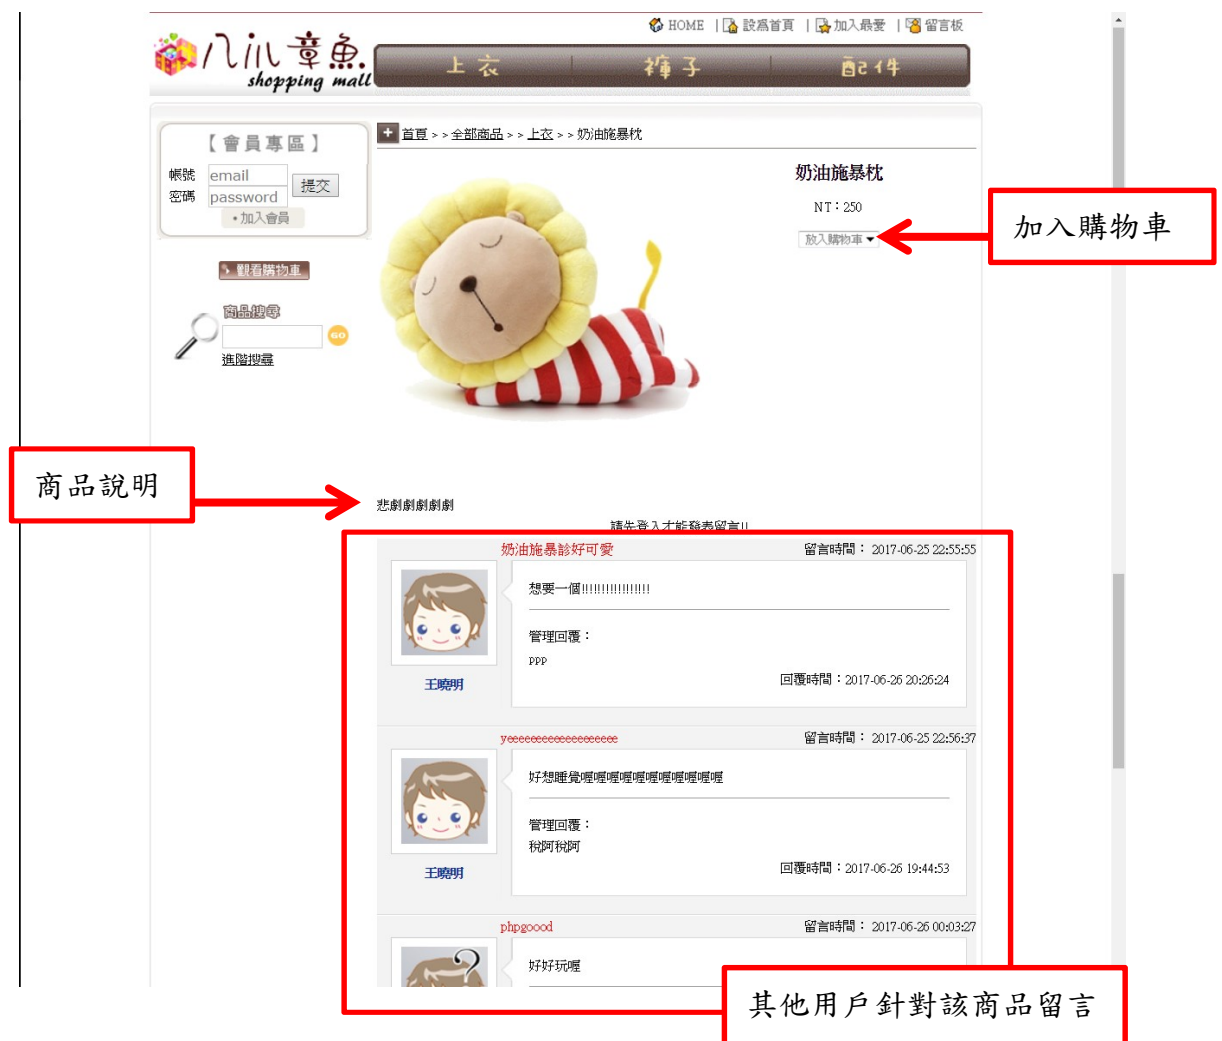 HOME | 設為首頁 | 加入最愛 | 留言板
八爪章魚.
shopping mall
上衣 褲子 配件
【會員專區】
帳號 email
密碼 password
提交
•加入會員
觀看購物車
商品搜尋
GO
進階搜尋
首頁 > > 全部商品 > > 上衣 > > 奶油施暴枕
奶油施暴枕
NT：250
放入購物車
加入購物車
商品說明
悲劇劇劇劇劇
請先登入才能發表留言!!
奶油施暴診好可愛 留言時間： 2017-06-25 22:55:55
想要一個!!!!!!!!!!!!!!!!!
管理回覆：
ppp
回覆時間：2017-06-26 20:26:24
王曉明
yeeeeeeeeeeeeeeeeeee 留言時間： 2017-06-25 22:56:37
好想睡覺喔喔喔喔喔喔喔喔喔喔喔
管理回覆：
稅阿稅阿
回覆時間：2017-06-26 19:44:53
王曉明
phpgoood 留言時間： 2017-06-26 00:03:27
好好玩喔
其他用戶針對該商品留言